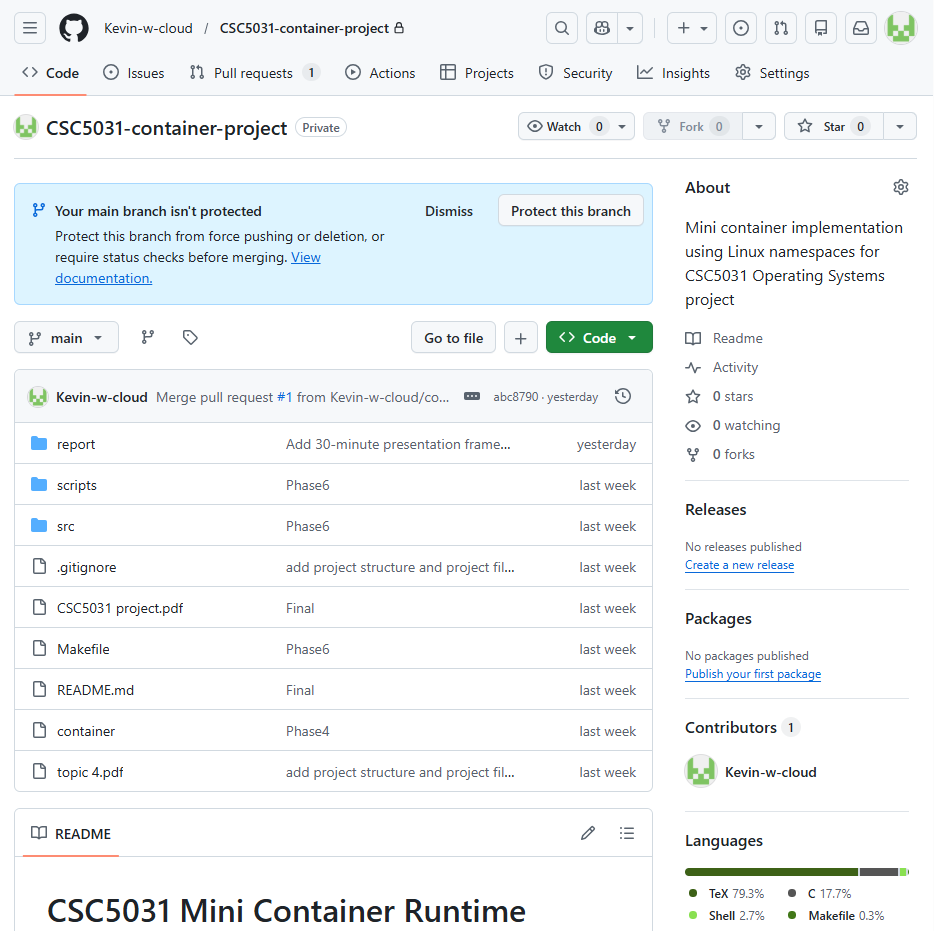 Kevin-w-cloud / CSC5031-container-project
Code Issues Pull requests 1 Actions Projects Security Insights Settings
CSC5031-container-project Private
Watch 0 Fork 0 Star 0
Your main branch isn't protected
Protect this branch from force pushing or deletion, or
require status checks before merging. View
documentation.
Dismiss Protect this branch
main Go to file Code
Kevin-w-cloud Merge pull request #1 from Kevin-w-cloud/co... abc8790 · yesterday
report Add 30-minute presentation frame... yesterday
scripts Phase6 last week
src Phase6 last week
.gitignore add project structure and project fil... last week
CSC5031 project.pdf Final last week
Makefile Phase6 last week
README.md Final last week
container Phase4 last week
topic 4.pdf add project structure and project fil... last week
README
CSC5031 Mini Container Runtime
About
Mini container implementation
using Linux namespaces for
CSC5031 Operating Systems
project
Readme
Activity
0 stars
0 watching
0 forks
Releases
No releases published
Create a new release
Packages
No packages published
Publish your first package
Contributors 1
Kevin-w-cloud
Languages
TeX 79.3% C 17.7%
Shell 2.7% Makefile 0.3%